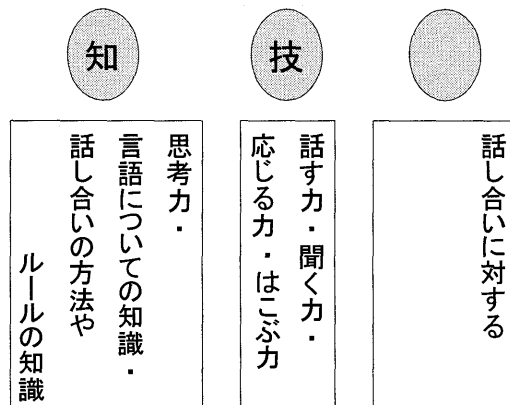 話し合いに対する
技
話す力・聞く力・
応じる力・はこぶ力
知
思考力・
言語についての知識・
話し合いの方法や
ルールの知識